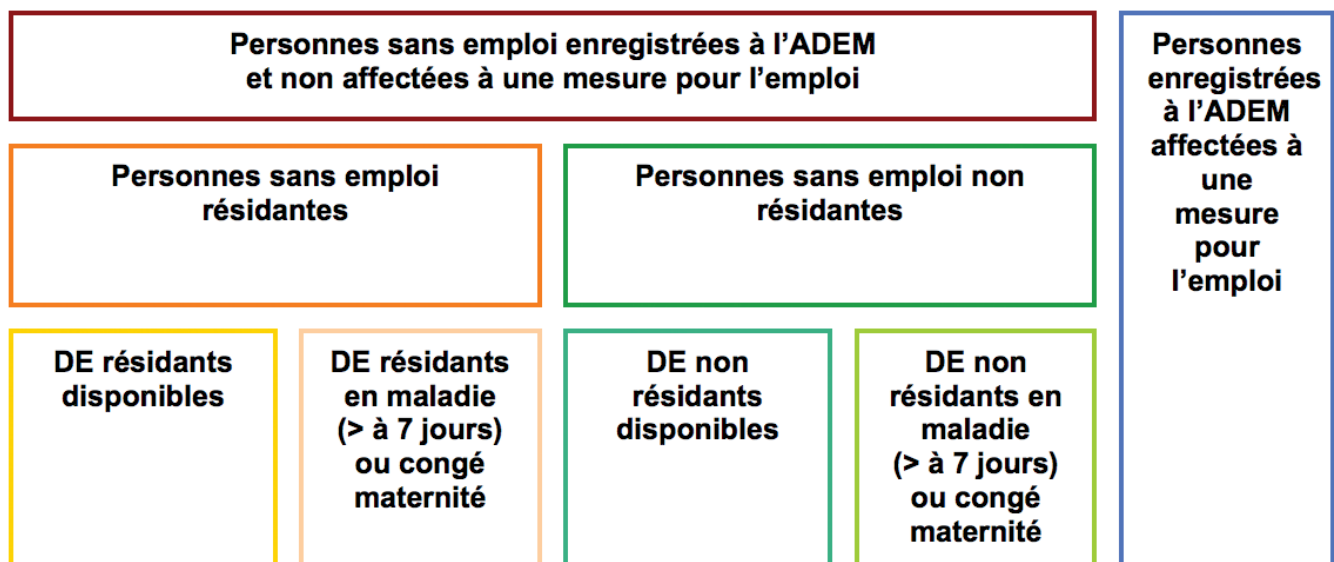 Personnes sans emploi enregistrées à l’ADEM
et non affectées à une mesure pour l’emploi
Personnes
enregistrées
à l’ADEM
affectées à
une
mesure
pour
l’emploi
Personnes sans emploi
résidantes
Personnes sans emploi non
résidantes
DE résidants
disponibles
DE résidants
en maladie
(> à 7 jours)
ou congé
maternité
DE non
résidants
disponibles
DE non
résidants en
maladie
(> à 7 jours)
ou congé
maternité